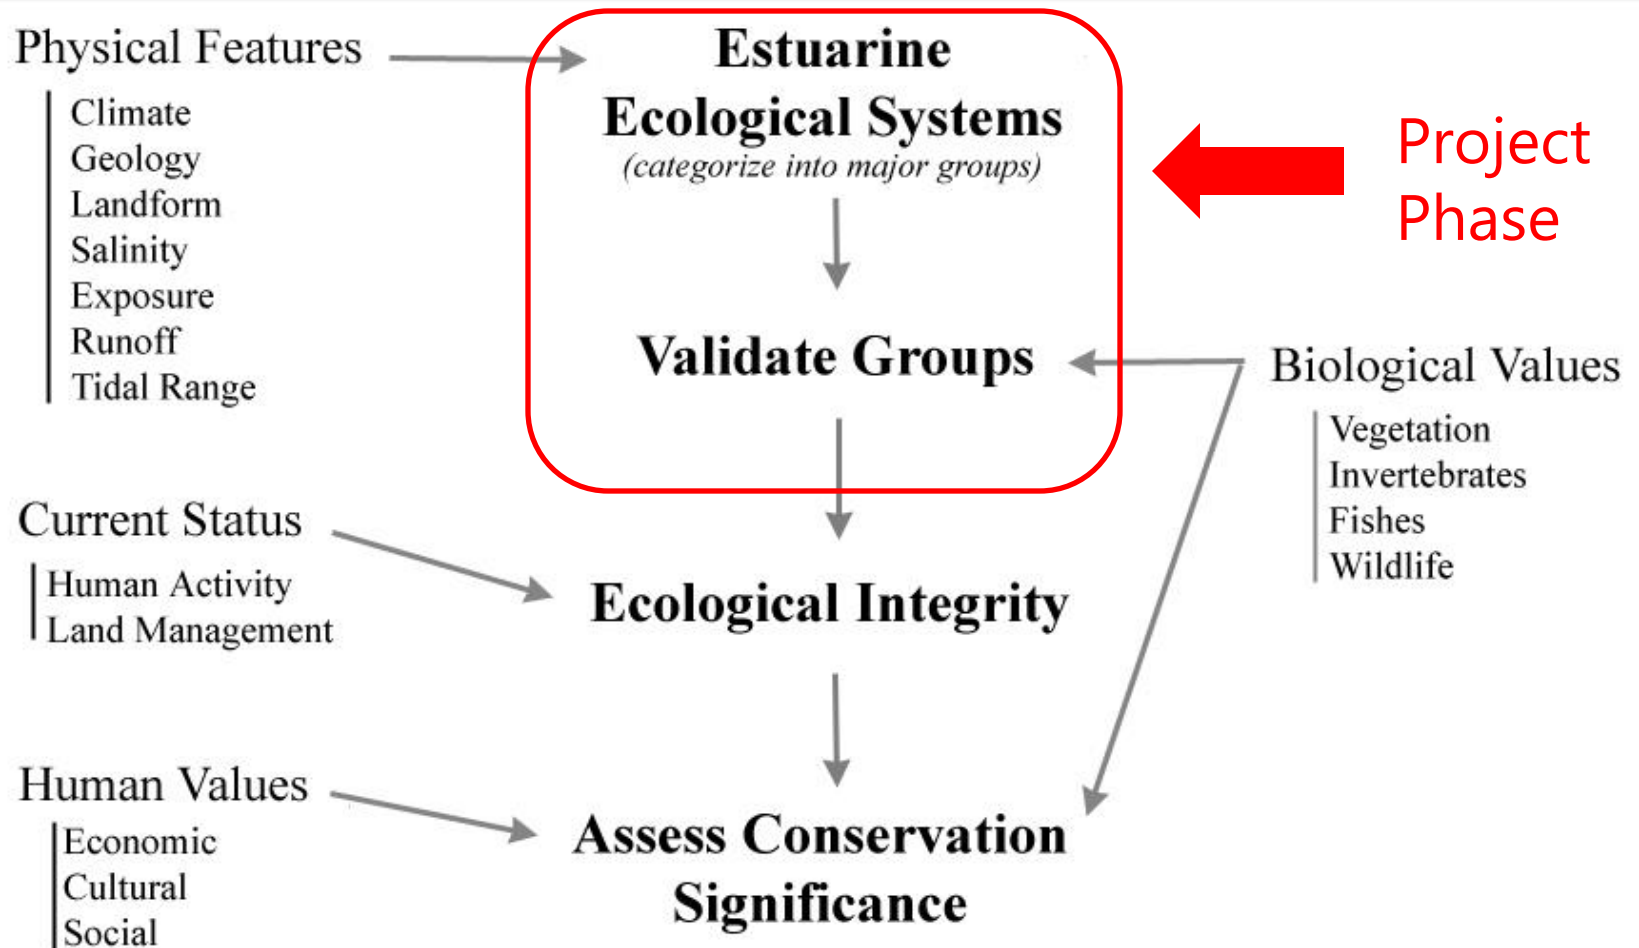 Physical Features
Climate
Geology
Landform
Salinity
Exposure
Runoff
Tidal Range
Estuarine
Ecological Systems
(categorize into major groups)
Project
Phase
Validate Groups
Biological Values
Vegetation
Invertebrates
Fishes
Wildlife
Current Status
Human Activity
Land Management
Ecological Integrity
Human Values
Economic
Cultural
Social
Assess Conservation
Significance